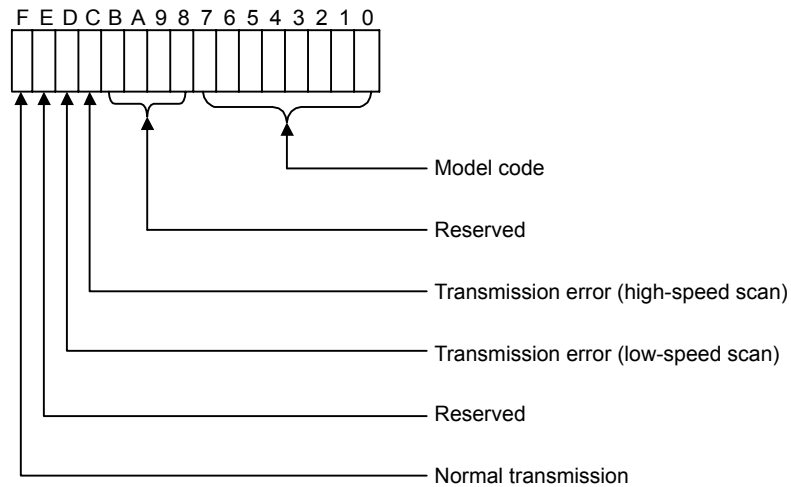 F E D C B A 9 8 7 6 5 4 3 2 1 0
Model code
Reserved
Transmission error (high-speed scan)
Transmission error (low-speed scan)
Reserved
Normal transmission